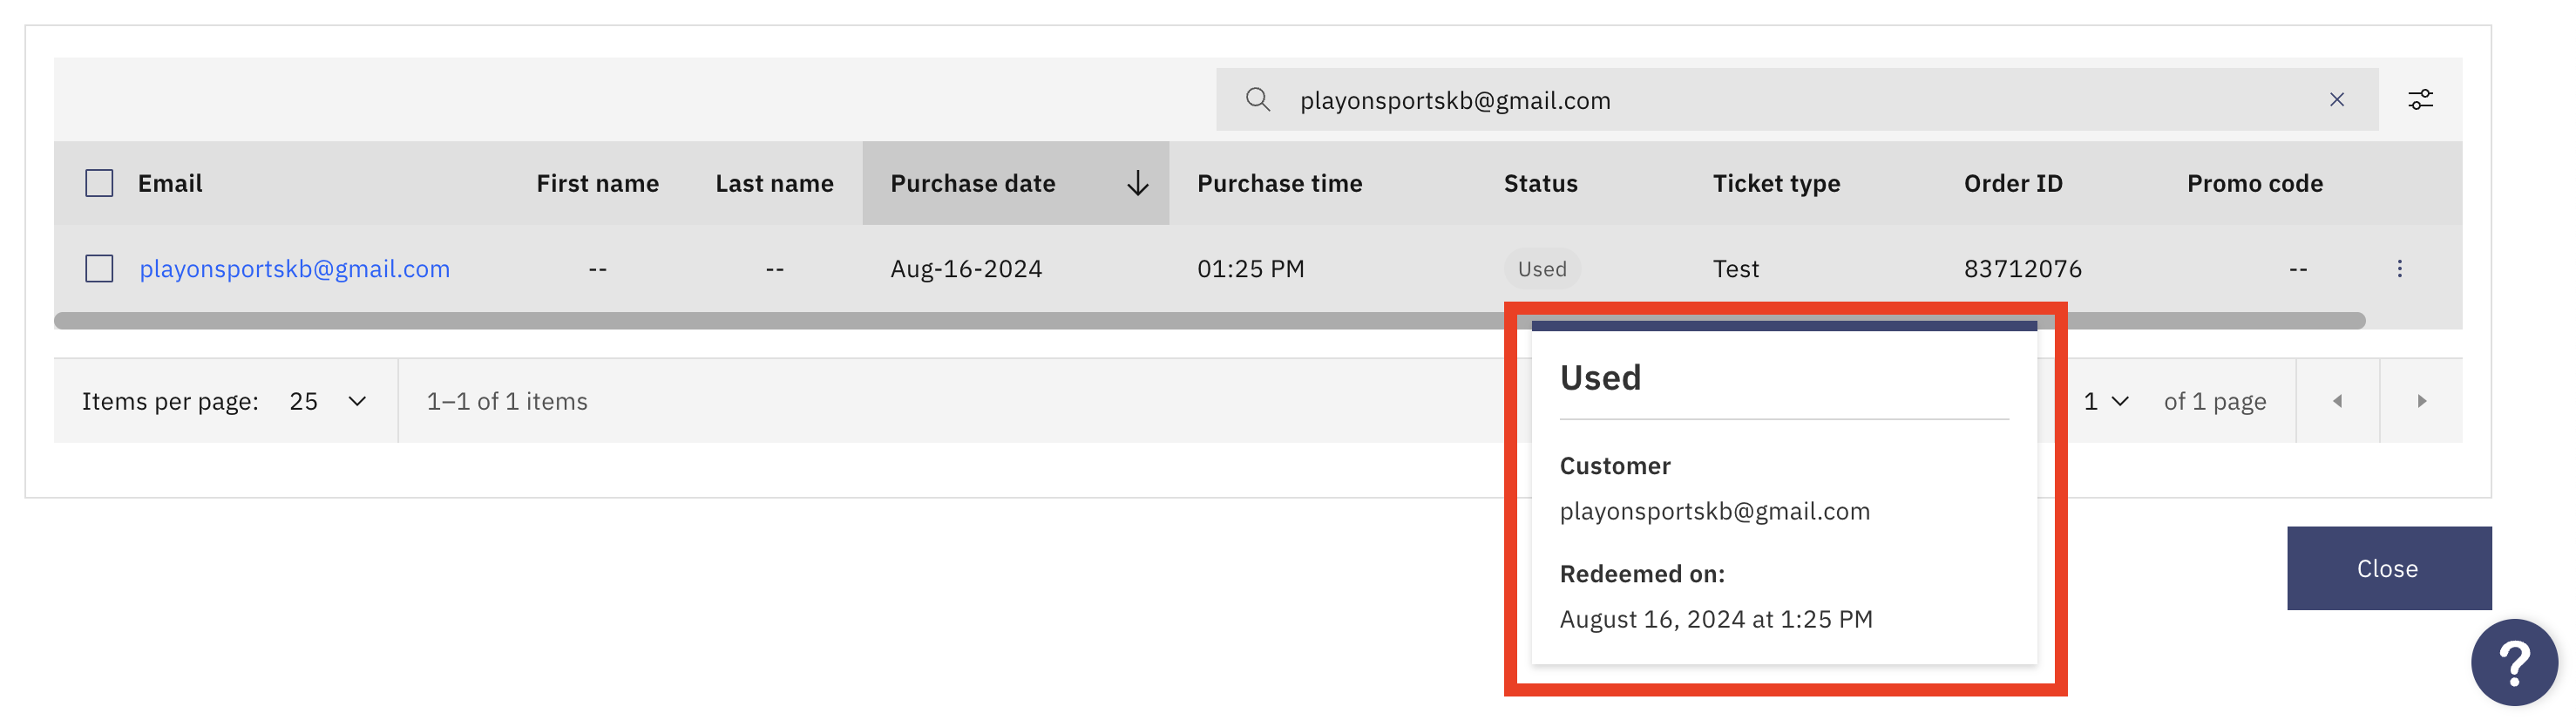 playonsportskb@gmail.com
Email First name Last name Purchase date Purchase time Status Ticket type Order ID Promo code
playonsportskb@gmail.com -- -- Aug-16-2024 01:25 PM Used Test 83712076 --
Items per page: 25 1–1 of 1 items 1 of 1 page
Used
Customer
playonsportskb@gmail.com
Redeemed on:
August 16, 2024 at 1:25 PM
Close
?